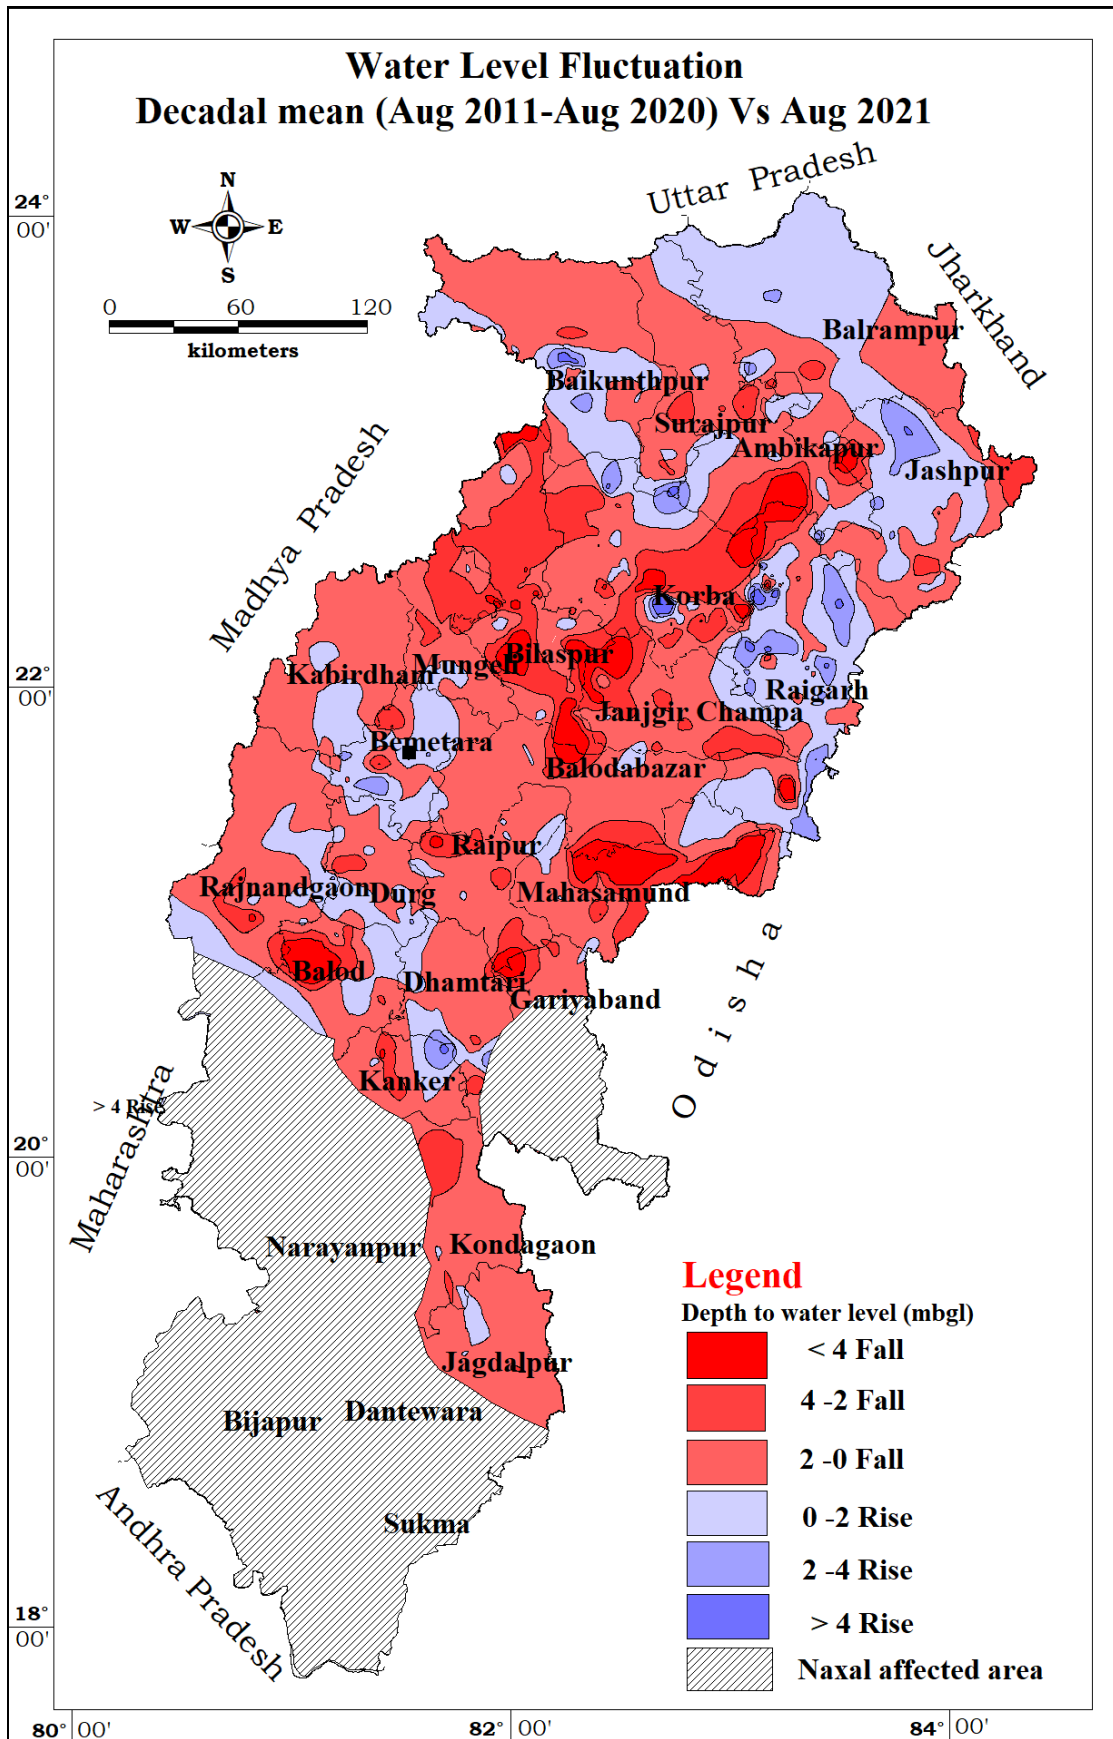 Water Level Fluctuation
Decadal mean (Aug 2011-Aug 2020) Vs Aug 2021
Uttar Pradesh
N
W E
S
24°
00'
Jharkhand
0 60 120
kilometers
Balrampur
Baikunthpur
Surajpur
Ambikapur
Jashpur
Madhya Pradesh
Korba
Bilaspur
Mungeli
Kabirdham
22°
00'
Raigarh
Janjgir Champa
Bemetara
Balodabazar
Raipur
Rajnandgaon
Durg
Mahasamund
Balod
Dhamtari
Gariyaband
Odisha
Kanker
Maharashtra
> 4 Rise
20°
00'
Narayanpur
Kondagaon
Jagdalpur
Dantewara
Bijapur
Sukma
Andhra Pradesh
18°
00'
Legend
Depth to water level (mbgl)
< 4 Fall
4 -2 Fall
2 -0 Fall
0 -2 Rise
2 -4 Rise
> 4 Rise
Naxal affected area
80° 00'
82° 00'
84° 00'